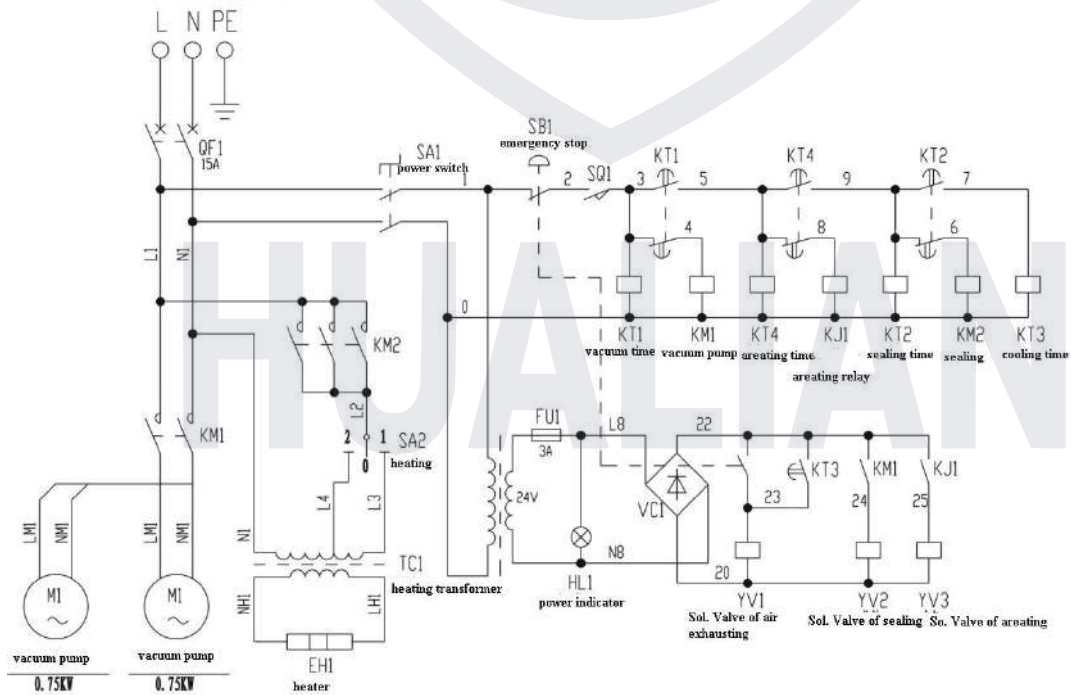 L N PE
QF1
15A
SA1
power switch
1
SB1
emergency stop
2
SQ1
3
KT1
5
KT4
9
KT2
7
4
8
6
L1
N1
0
KT1
vacuum time
KM1
vacuum pump
KT4
areating time
KJ1
areating relay
KT2
sealing time
KM2
sealing
KT3
cooling time
HUALIAN
KM2
L2
2
0
1
SA2
heating
KM1
L4
L3
N1
TC1
heating transformer
NH1
LH1
EH1
heater
LM1
NM1
LM1
NM1
M1
~
M1
~
vacuum pump
0.75KW
vacuum pump
0.75KW
FU1
3A
24V
L8
N8
HL1
power indicator
VC1
22
KT3
KM1
KJ1
23
24
25
20
YV1
Sol. Valve of air
exhausting
YV2
Sol. Valve of sealing
YV3
So. Valve of areating